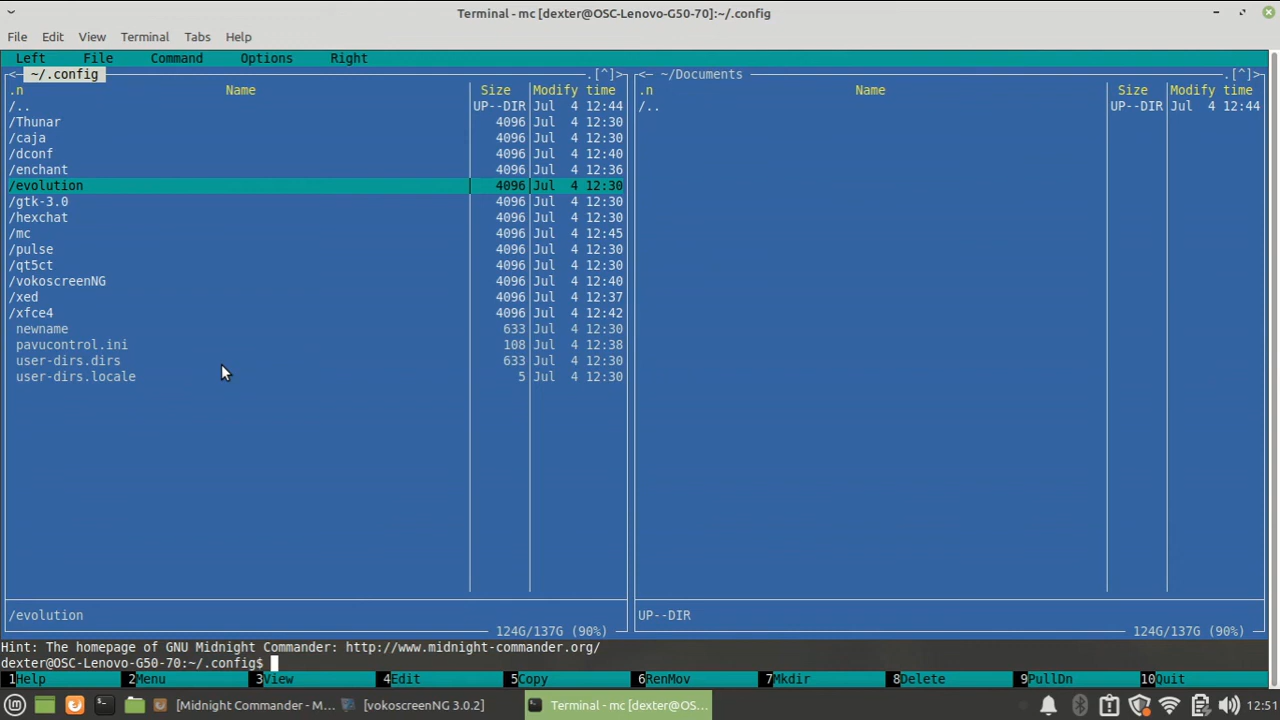 Terminal - mc [dexter@OSC-Lenovo-G50-70]:~/.config
File Edit View Terminal Tabs Help
Left File Command Options Right
<─ ~/.config .[^]> <─ ~/Documents .[^]>
.n Name Size Modify time .n Name Size Modify time
/.. UP--DIR Jul 4 12:44 /.. UP--DIR Jul 4 12:44
/Thunar 4096 Jul 4 12:30
/caja 4096 Jul 4 12:30
/dconf 4096 Jul 4 12:40
/enchant 4096 Jul 4 12:36
/evolution 4096 Jul 4 12:30
/gtk-3.0 4096 Jul 4 12:30
/hexchat 4096 Jul 4 12:30
/mc 4096 Jul 4 12:45
/pulse 4096 Jul 4 12:30
/qt5ct 4096 Jul 4 12:30
/vokoscreenNG 4096 Jul 4 12:40
/xed 4096 Jul 4 12:37
/xfce4 4096 Jul 4 12:42
newname 633 Jul 4 12:30
pavucontrol.ini 108 Jul 4 12:38
user-dirs.dirs 633 Jul 4 12:30
user-dirs.locale 5 Jul 4 12:30
/evolution UP--DIR
124G/137G (90%) 124G/137G (90%)
Hint: The homepage of GNU Midnight Commander: http://www.midnight-commander.org/
dexter@OSC-Lenovo-G50-70:~/.config$
1Help 2Menu 3View 4Edit 5Copy 6RenMov 7Mkdir 8Delete 9PullDn 10Quit
[Midnight Commander - M... [vokoscreenNG 3.0.2] Terminal - mc [dexter@OS... 12:51